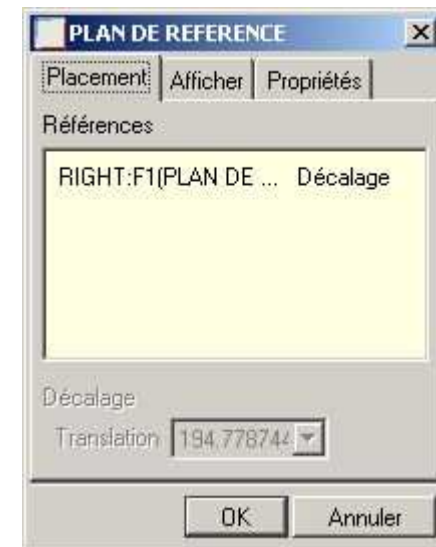 PLAN DE REFERENCE
Placement Afficher Propriétés
Références
RIGHT:F1(PLAN DE ... Décalage
Décalage
Translation 194.778744
OK Annuler